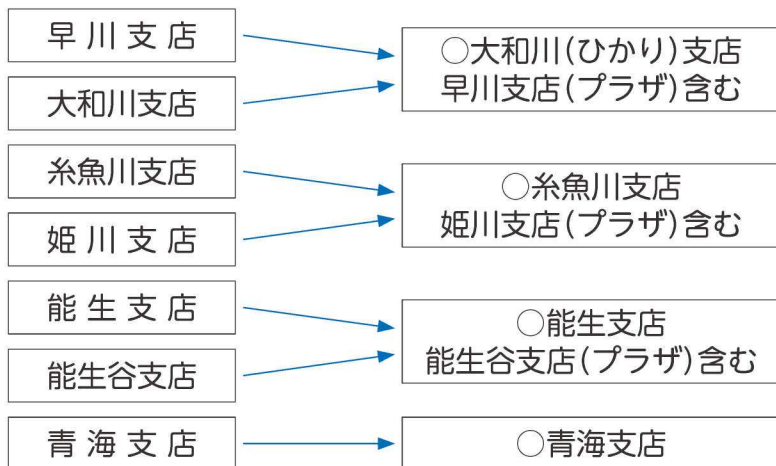 早川支店
大和川支店
糸魚川支店
姫川支店
能生支店
能生谷支店
青海支店
○大和川(ひかり)支店
早川支店(プラザ)含む
○糸魚川支店
姫川支店(プラザ)含む
○能生支店
能生谷支店(プラザ)含む
○青海支店